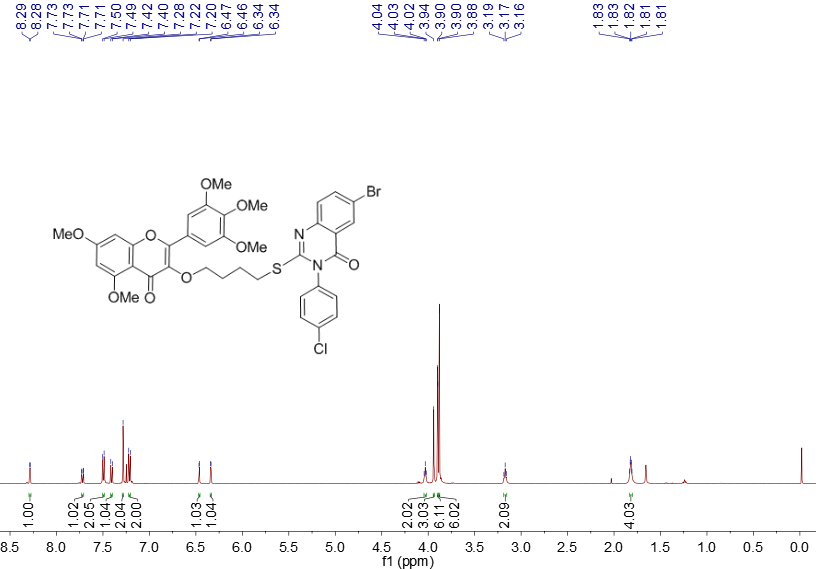 8.29
8.28
7.73
7.73
7.71
7.71
7.50
7.49
7.42
7.40
7.28
7.22
7.20
6.47
6.46
6.34
6.34
4.04
4.03
4.02
3.94
3.90
3.90
3.88
3.19
3.17
3.16
1.83
1.83
1.82
1.81
1.81
OMe
Br
OMe
MeO
O
OMe
N
S
N
O
O
OMe
O
Cl
1.00
1.02
2.05
1.04
2.04
2.00
1.03
1.04
2.02
3.03
6.11
6.02
2.09
4.03
8.5 8.0 7.5 7.0 6.5 6.0 5.5 5.0 4.5 4.0 3.5 3.0 2.5 2.0 1.5 1.0 0.5 0.0
f1 (ppm)